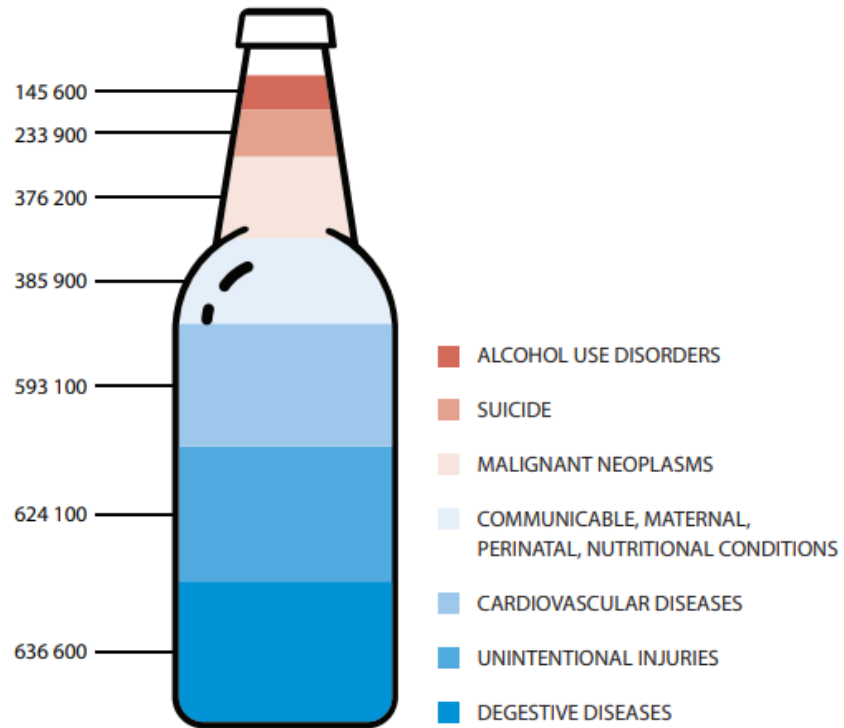 145 600
233 900
376 200
385 900
593 100
624 100
636 600
ALCOHOL USE DISORDERS
SUICIDE
MALIGNANT NEOPLASMS
COMMUNICABLE, MATERNAL,
PERINATAL, NUTRITIONAL CONDITIONS
CARDIOVASCULAR DISEASES
UNINTENTIONAL INJURIES
DEGESTIVE DISEASES